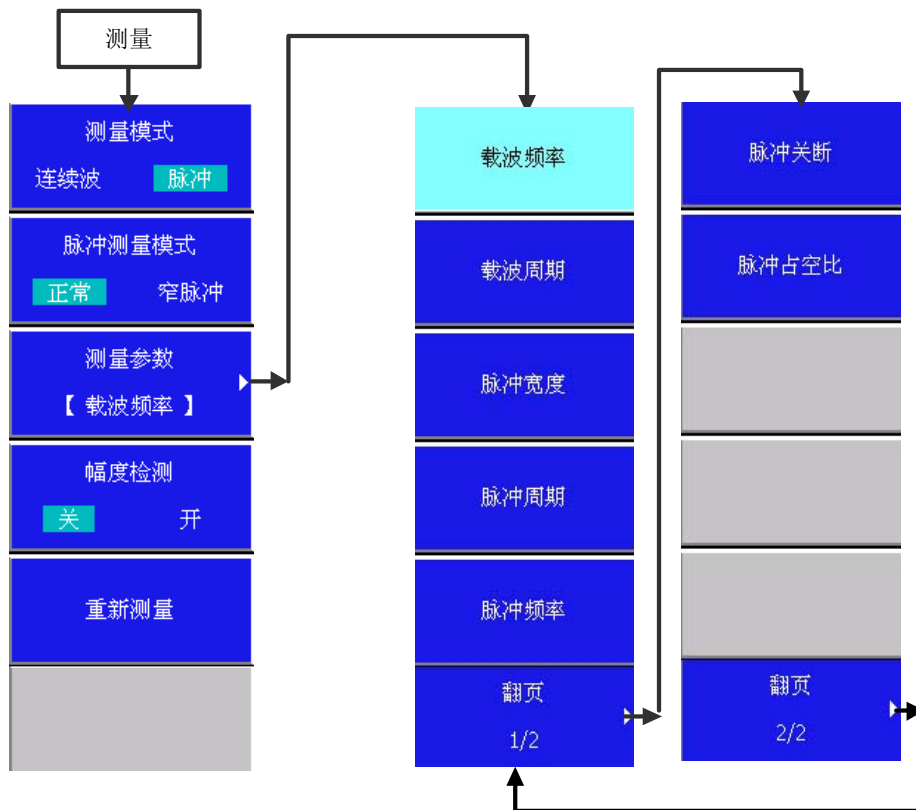 测量
测量模式
连续波 脉冲
脉冲测量模式
正常 窄脉冲
测量参数
【 载波频率 】
幅度检测
关 开
重新测量
载波频率
载波周期
脉冲宽度
脉冲周期
脉冲频率
翻页
1/2
脉冲关断
脉冲占空比
翻页
2/2